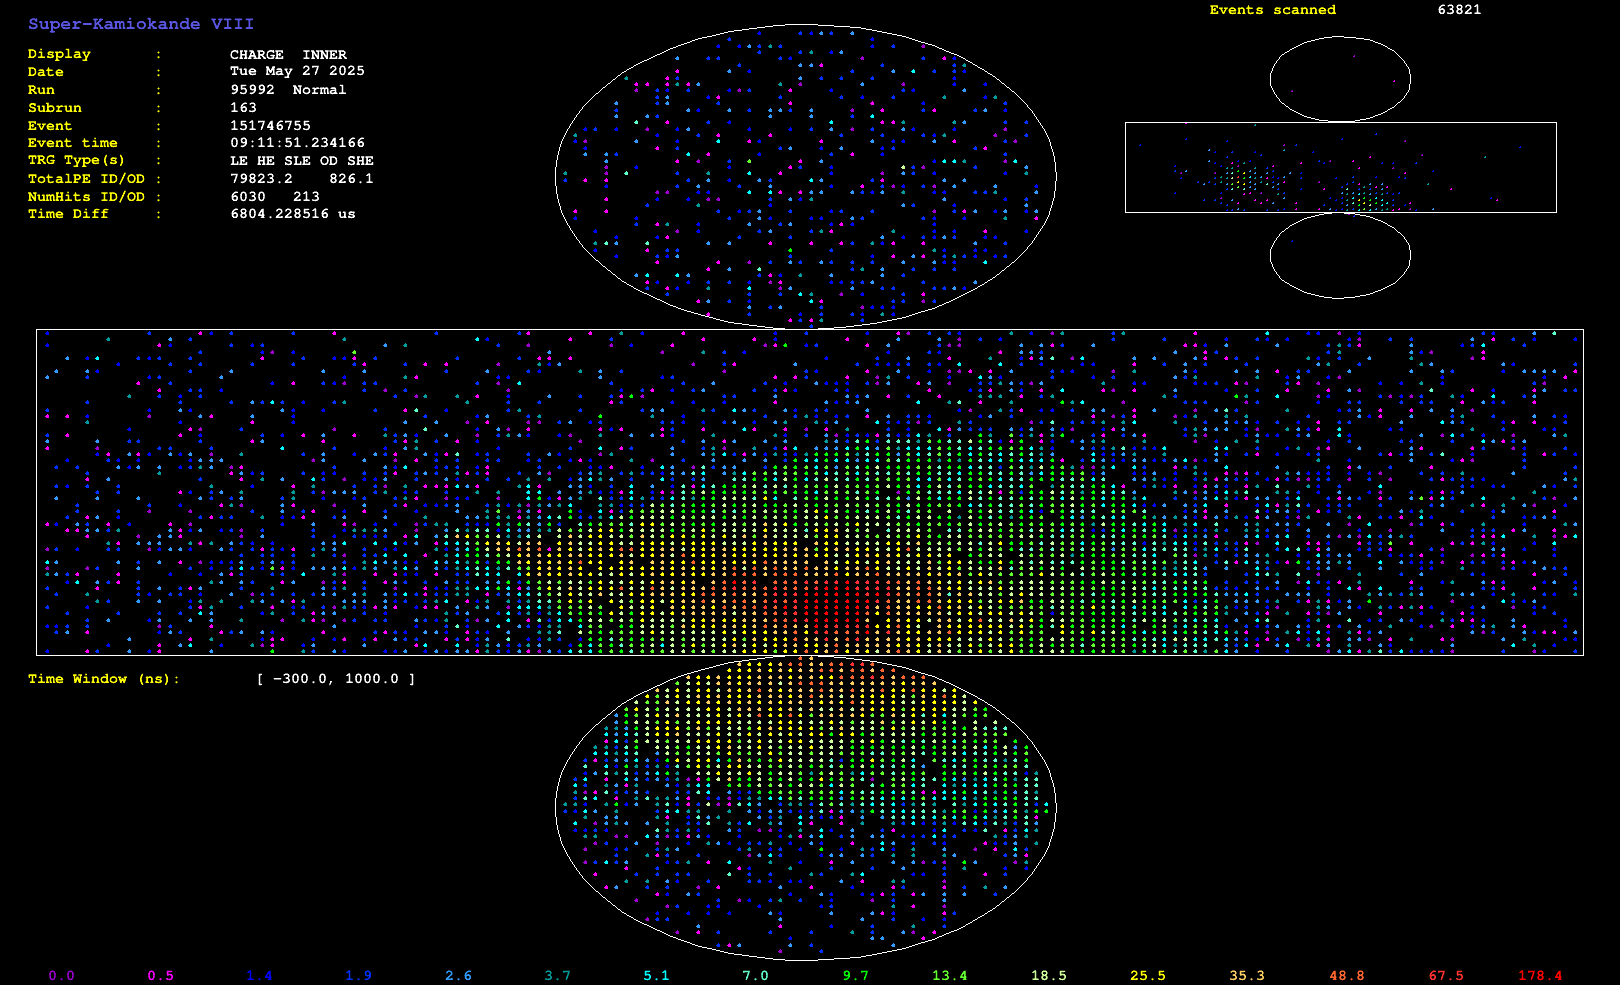 Super-Kamiokande VIII
Events scanned 63821
Display : CHARGE INNER
Date : Tue May 27 2025
Run : 95992 Normal
Subrun : 163
Event : 151746755
Event time : 09:11:51.234166
TRG Type(s) : LE HE SLE OD SHE
TotalPE ID/OD : 79823.2 826.1
NumHits ID/OD : 6030 213
Time Diff : 6804.228516 us
Time Window (ns): [ -300.0, 1000.0 ]
0.0 0.5 1.4 1.9 2.6 3.7 5.1 7.0 9.7 13.4 18.5 25.5 35.3 48.8 67.5 178.4